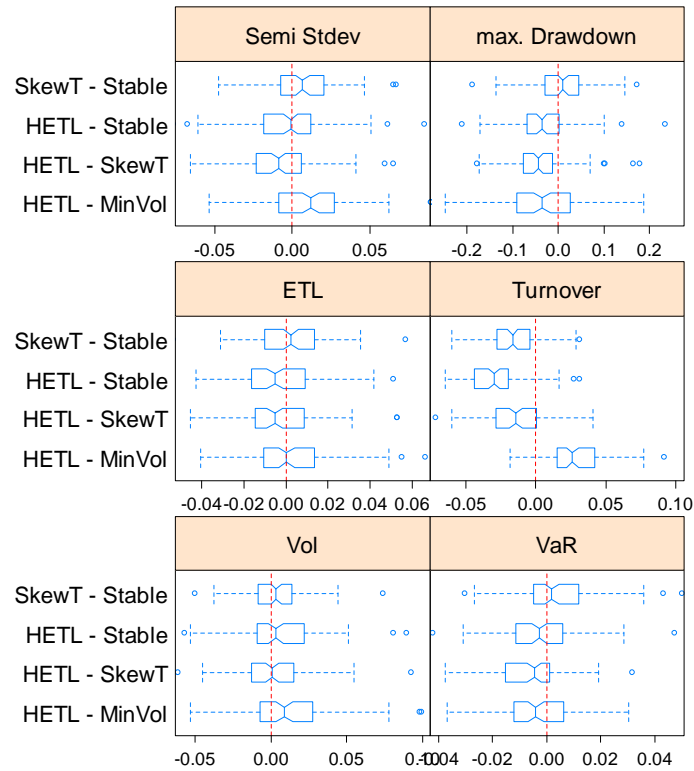 Semi Stdev max. Drawdown
SkewT - Stable
HETL - Stable
HETL - SkewT
HETL - MinVol
-0.05 0.00 0.05 -0.2 -0.1 0.0 0.1 0.2
ETL Turnover
SkewT - Stable
HETL - Stable
HETL - SkewT
HETL - MinVol
-0.04 -0.02 0.00 0.02 0.04 0.06 -0.05 0.00 0.05 0.10
Vol VaR
SkewT - Stable
HETL - Stable
HETL - SkewT
HETL - MinVol
-0.05 0.00 0.05 -0.04 -0.02 0.00 0.02 0.04